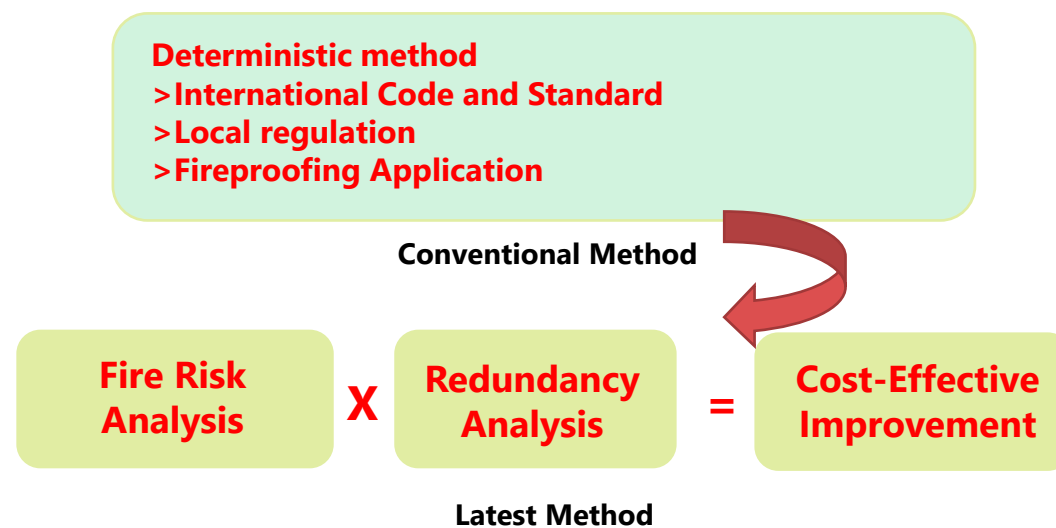 Deterministic method
>International Code and Standard
>Local regulation
>Fireproofing Application
Conventional Method
Fire Risk
Analysis
X
Redundancy
Analysis
=
Cost-Effective
Improvement
Latest Method